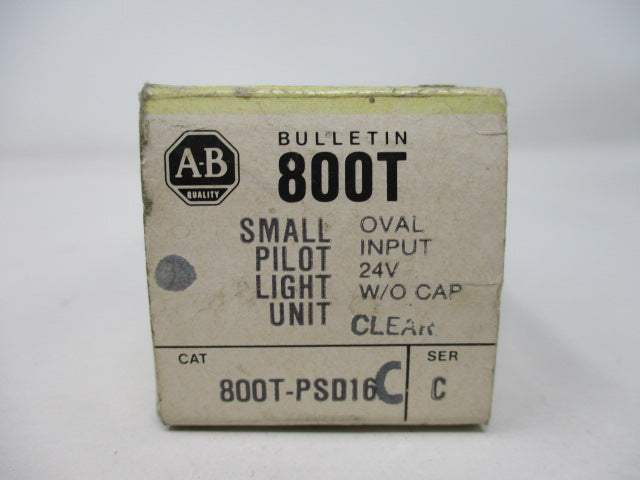 A-B
QUALITY
BULLETIN
800T
SMALL
PILOT
LIGHT
UNIT
OVAL
INPUT
24V
W/O CAP
CLEAR
CAT
800T-PSD16C
SER
C